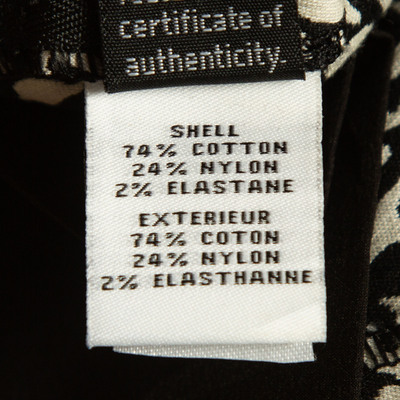 certificate of
authenticity.
SHELL
74% COTTON
24% NYLON
2% ELASTANE
EXTERIEUR
74% COTON
24% NYLON
2% ELASTHANNE